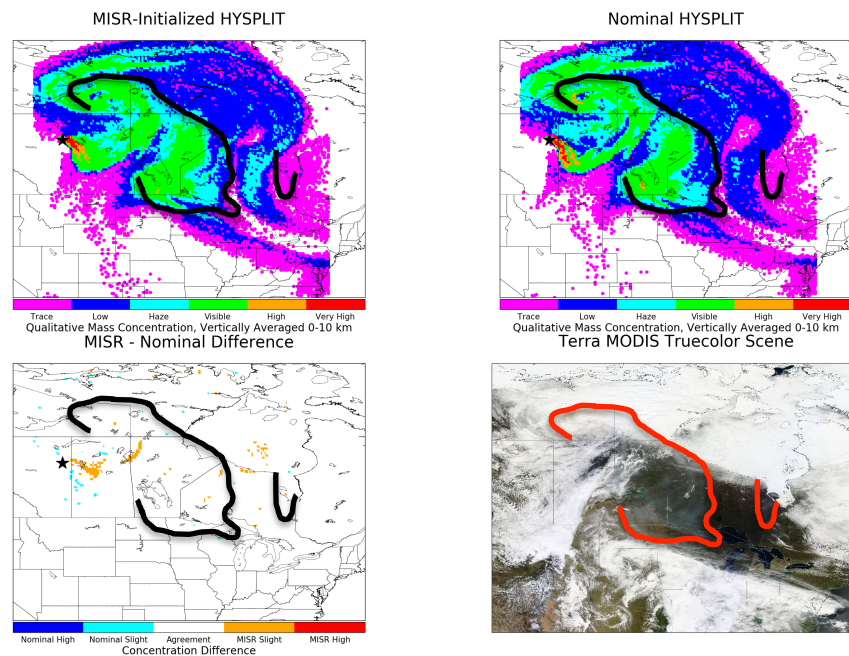 MISR-Initialized HYSPLIT
Nominal HYSPLIT
Trace Low Haze Visible High Very High
Qualitative Mass Concentration, Vertically Averaged 0-10 km
Trace Low Haze Visible High Very High
Qualitative Mass Concentration, Vertically Averaged 0-10 km
MISR - Nominal Difference
Terra MODIS Truecolor Scene
Nominal High Nominal Slight Agreement MISR Slight MISR High
Concentration Difference